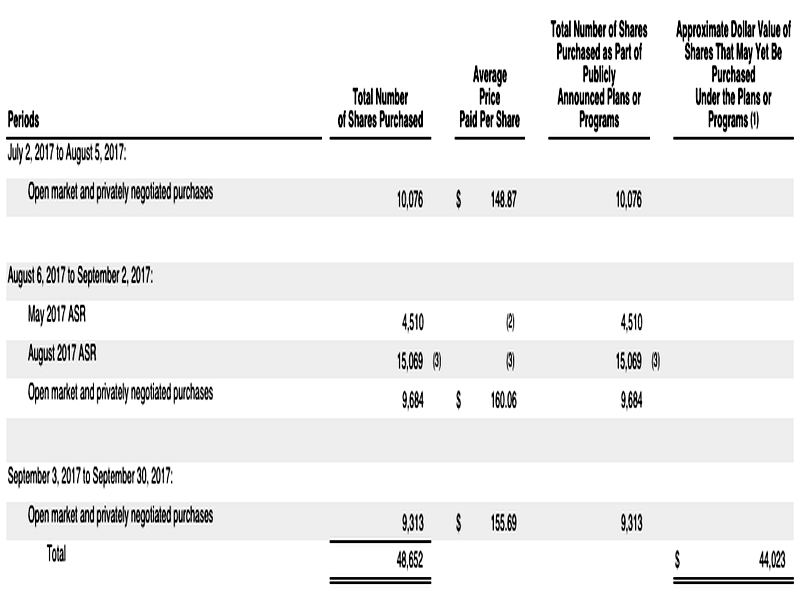 Periods
Total Number
of Shares Purchased
Average
Price
Paid Per Share
Total Number of Shares
Purchased as Part of
Publicly
Announced Plans or
Programs
Approximate Dollar Value of
Shares That May Yet Be
Purchased
Under the Plans or
Programs (1)
July 2, 2017 to August 5, 2017:
Open market and privately negotiated purchases 10,076 $ 148.87 10,076
August 6, 2017 to September 2, 2017:
May 2017 ASR 4,510 (2) 4,510
August 2017 ASR 15,069 (3) (3) 15,069 (3)
Open market and privately negotiated purchases 9,684 $ 160.06 9,684
September 3, 2017 to September 30, 2017:
Open market and privately negotiated purchases 9,313 $ 155.69 9,313
Total 48,652 $ 44,023